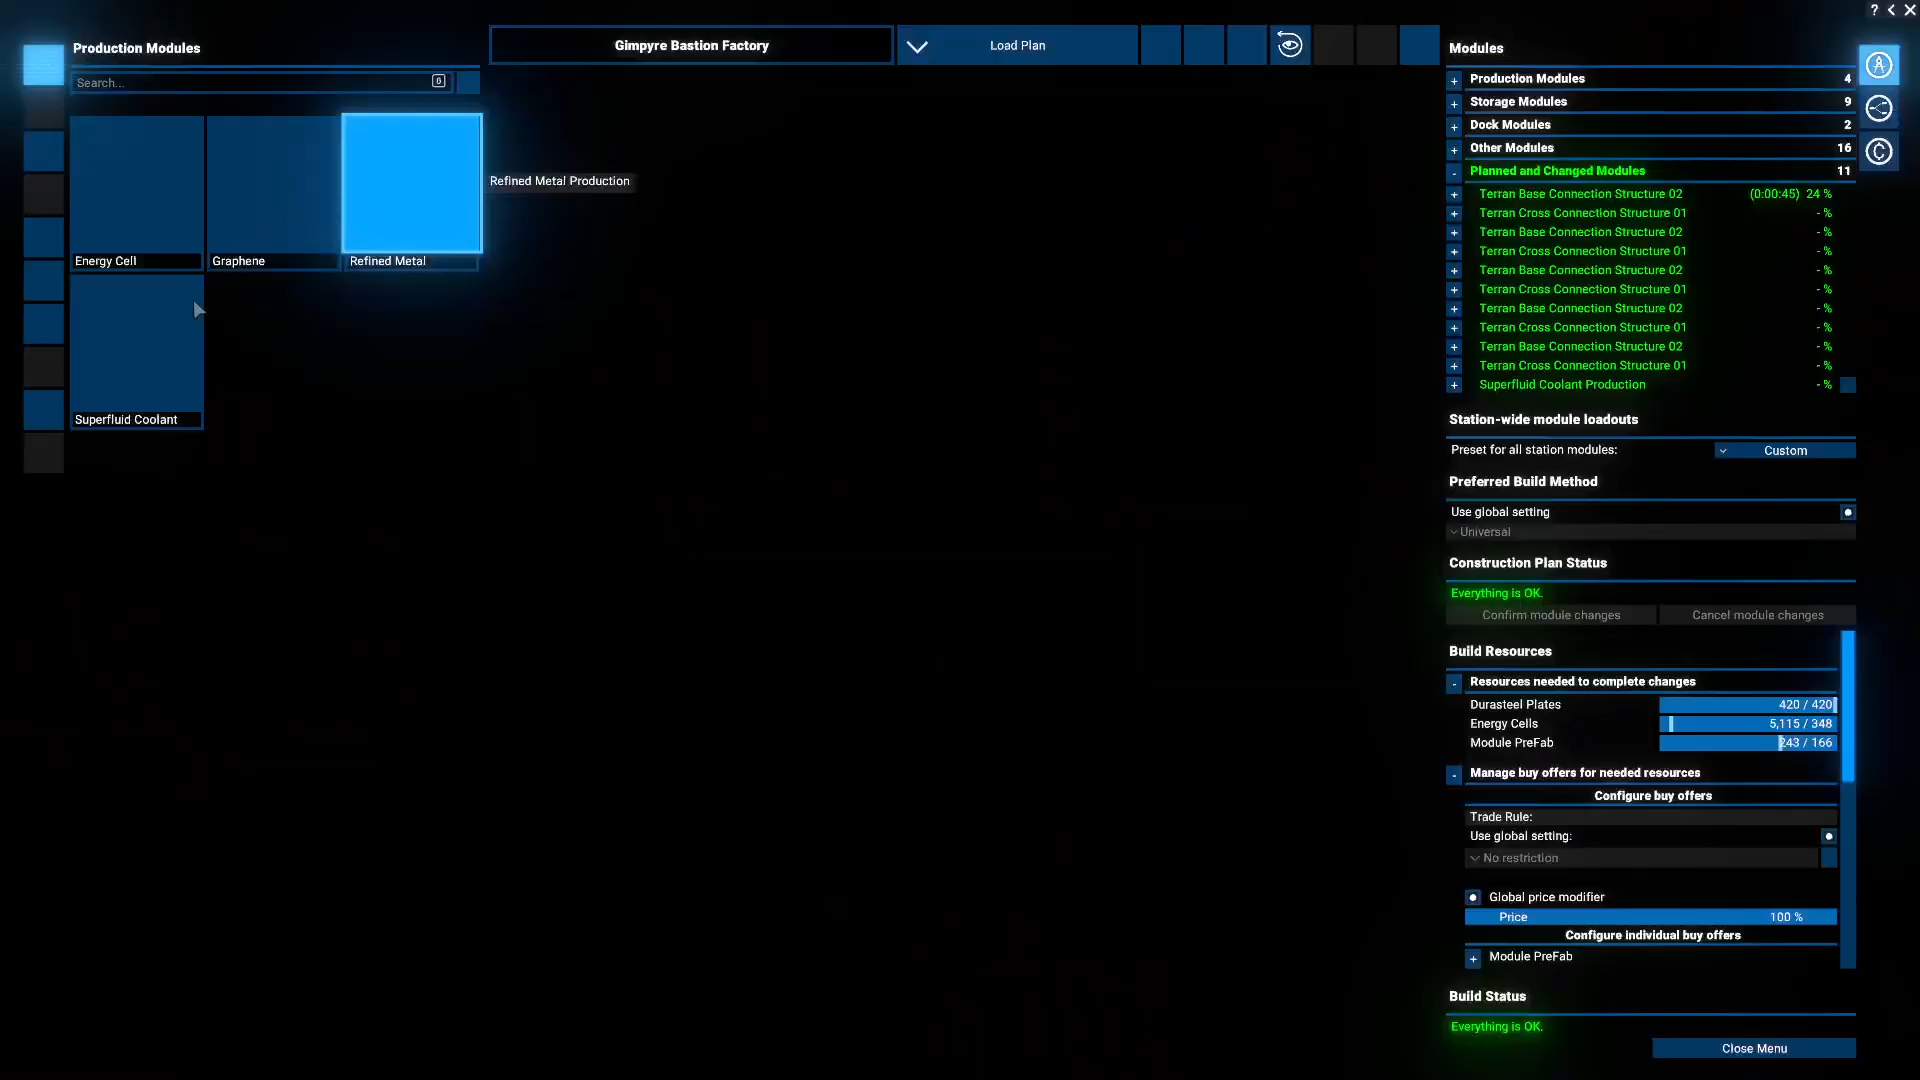 ? < X
Production Modules
Search...
6
Energy Cell
Graphene
Refined Metal
Refined Metal Production
Superfluid Coolant
Gimpyre Bastion Factory
Load Plan
Modules
+ Production Modules 4
+ Storage Modules 9
+ Dock Modules 2
+ Other Modules 16
- Planned and Changed Modules 11
+ Terran Base Connection Structure 02 (0:00:45) 24 %
+ Terran Cross Connection Structure 01 - %
+ Terran Base Connection Structure 02 - %
+ Terran Cross Connection Structure 01 - %
+ Terran Base Connection Structure 02 - %
+ Terran Cross Connection Structure 01 - %
+ Terran Base Connection Structure 02 - %
+ Terran Cross Connection Structure 01 - %
+ Terran Base Connection Structure 02 - %
+ Terran Cross Connection Structure 01 - %
+ Superfluid Coolant Production - %
Station-wide module loadouts
Preset for all station modules: Custom
Preferred Build Method
Use global setting
Universal
Construction Plan Status
Everything is OK.
Confirm module changes Cancel module changes
Build Resources
- Resources needed to complete changes
Durasteel Plates 420 / 420
Energy Cells 5,115 / 348
Module PreFab 243 / 166
- Manage buy offers for needed resources
Configure buy offers
Trade Rule:
Use global setting:
No restriction
Global price modifier
Price 100 %
Configure individual buy offers
+ Module PreFab
Build Status
Everything is OK.
Close Menu